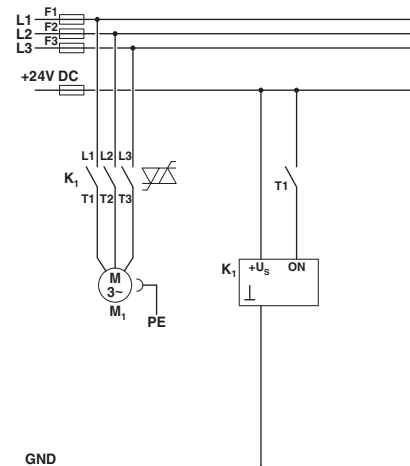 L1 F1
L2 F2
L3 F3
+24V DC
L1 L2 L3
K1
T1 T2 T3
T1
M
3~
M1
PE
K1
+US ON
GND